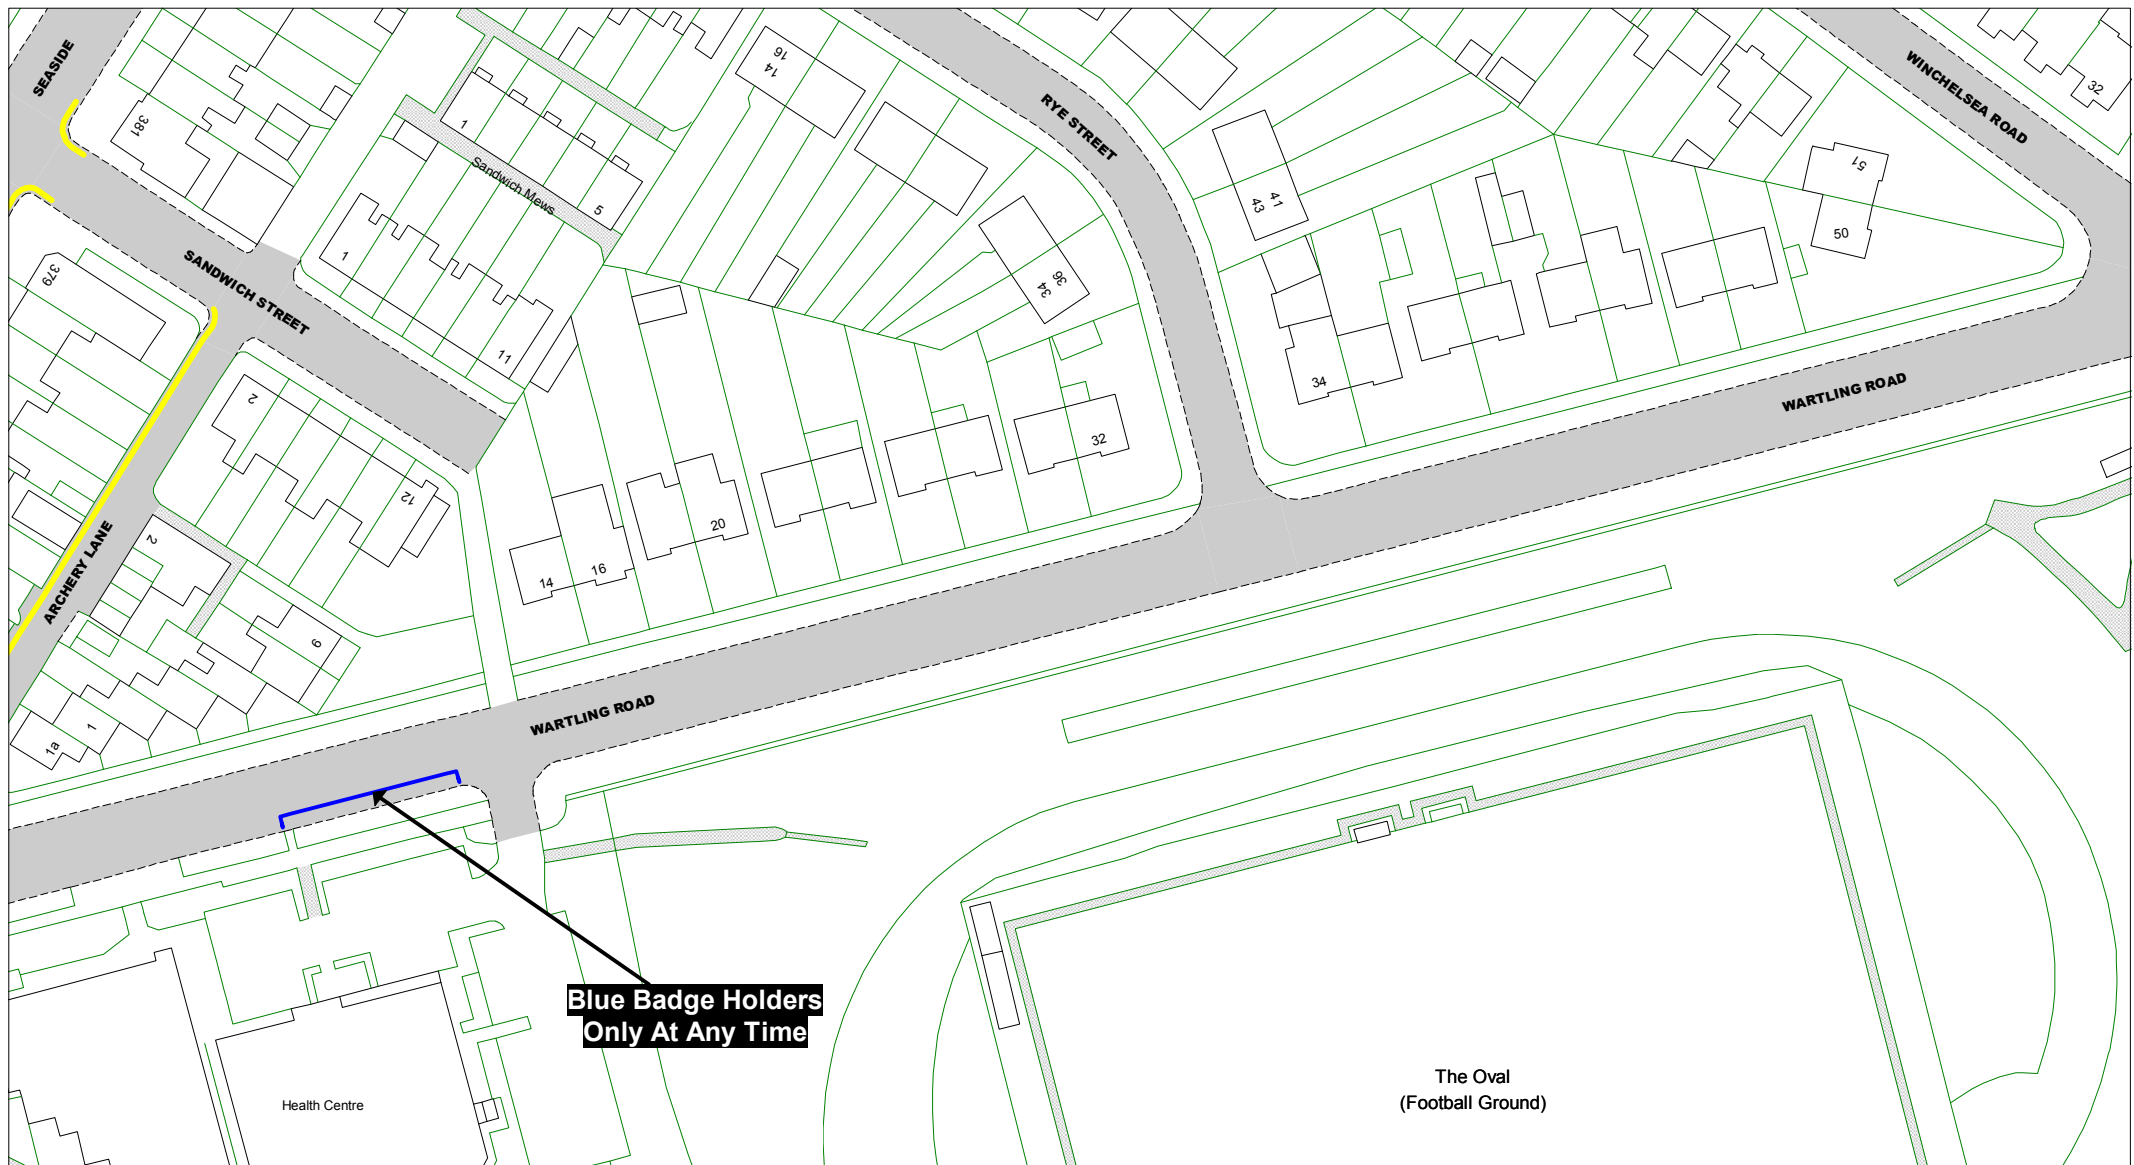 SEASIDE
381
1
Sandwich Mews
5
16
14
RYE STREET
WINCHELSEA ROAD
32
51
50
43
41
379
SANDWICH STREET
1
11
36
34
34
WARTLING ROAD
2
12
32
20
14
16
ARCHERY LANE
2
6
1
1a
WARTLING ROAD
Blue Badge Holders
Only At Any Time
Health Centre
The Oval
(Football Ground)